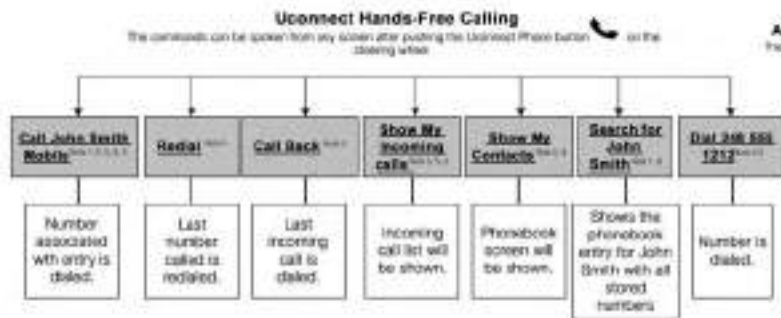 Uconnect Hands-Free Calling
The commands can be spoken from any screen after pushing the Uconnect Phone button on the
steering wheel
Call John Smith
Mobile
Redial
Call Back
Show My
Incoming
calls
Show My
Contacts
Search for
John
Smith
Dial 248 555
1212
Number
associated
with entry is
dialed.
Last
number
called is
redialed.
Last
incoming
call is
dialed.
Incoming
call list will
be shown.
Phonebook
screen will
be shown.
Shows the
phonebook
entry for John
Smith with all
stored
numbers
Number is
dialed.